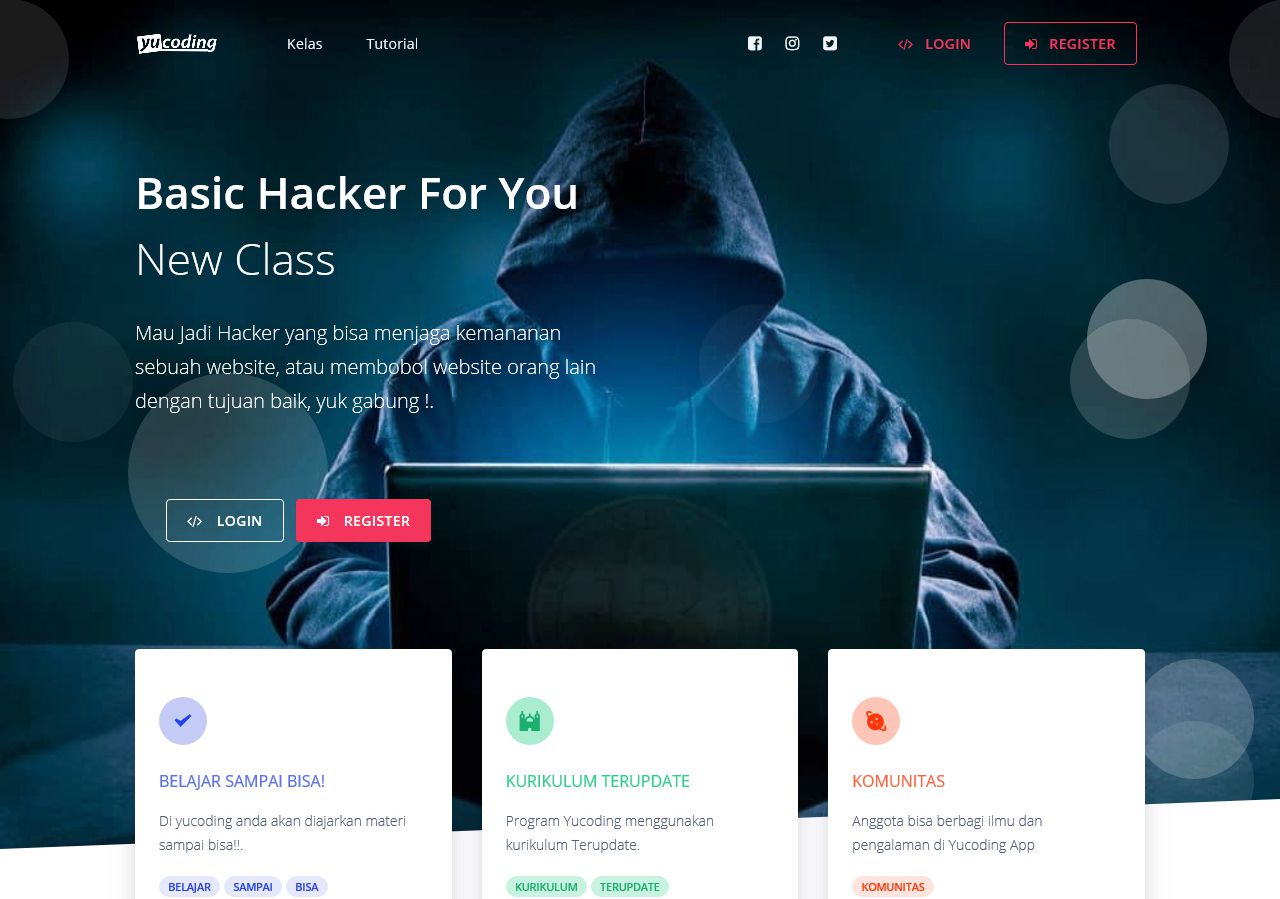 yucoding
Kelas
Tutorial
LOGIN
REGISTER
Basic Hacker For You
New Class
Mau Jadi Hacker yang bisa menjaga kemananan
sebuah website, atau membobol website orang lain
dengan tujuan baik, yuk gabung !.
LOGIN
REGISTER
BELAJAR SAMPAI BISA!
Di yucoding anda akan diajarkan materi
sampai bisa!!.
BELAJAR SAMPAI BISA
KURIKULUM TERUPDATE
Program Yucoding menggunakan
kurikulum Terupdate.
KURIKULUM TERUPDATE
KOMUNITAS
Anggota bisa berbagi ilmu dan
pengalaman di Yucoding App
KOMUNITAS